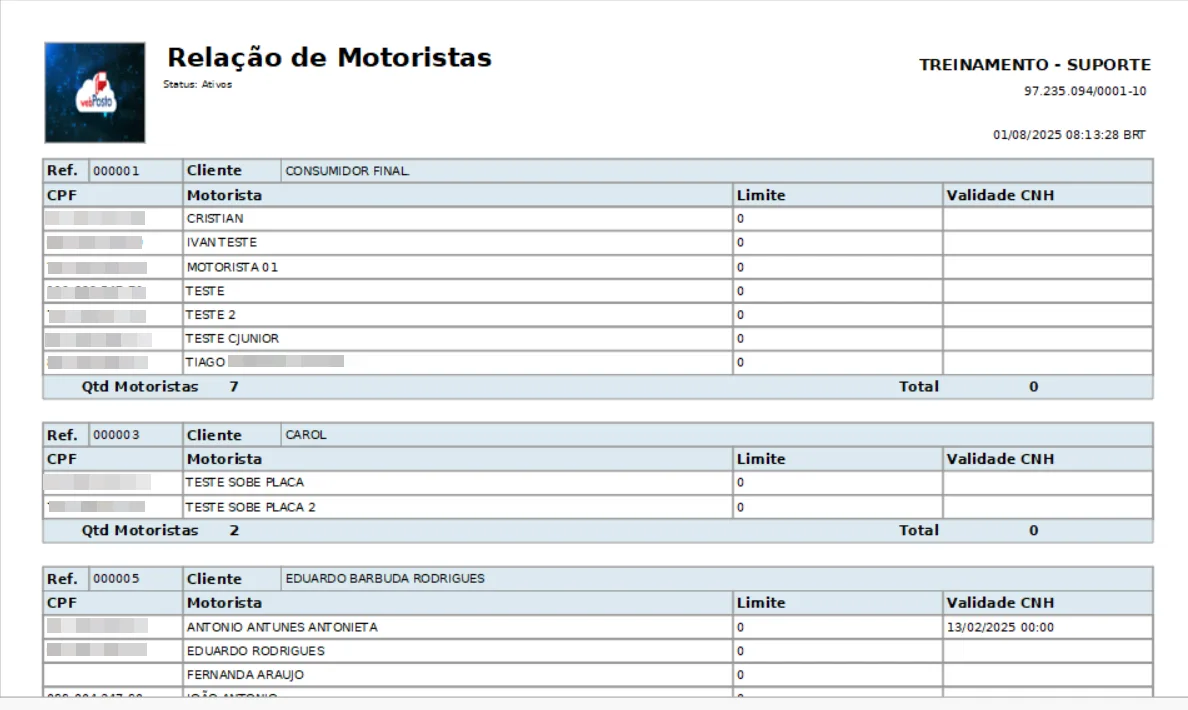 webPosto
Relação de Motoristas
Status: Ativos
TREINAMENTO - SUPORTE
97.235.094/0001-10
01/08/2025 08:13:28 BRT
Ref. 000001 Cliente CONSUMIDOR FINAL
CPF Motorista Limite Validade CNH
CRISTIAN 0
IVAN TESTE 0
MOTORISTA 01 0
TESTE 0
TESTE 2 0
TESTE CJUNIOR 0
TIAGO 0
Qtd Motoristas 7 Total 0
Ref. 000003 Cliente CAROL
CPF Motorista Limite Validade CNH
TESTE SOBE PLACA 0
TESTE SOBE PLACA 2 0
Qtd Motoristas 2 Total 0
Ref. 000005 Cliente EDUARDO BARBUDA RODRIGUES
CPF Motorista Limite Validade CNH
ANTONIO ANTUNES ANTONIETA 0 13/02/2025 00:00
EDUARDO RODRIGUES 0
FERNANDA ARAUJO 0
JOÃO ANTONIO 0